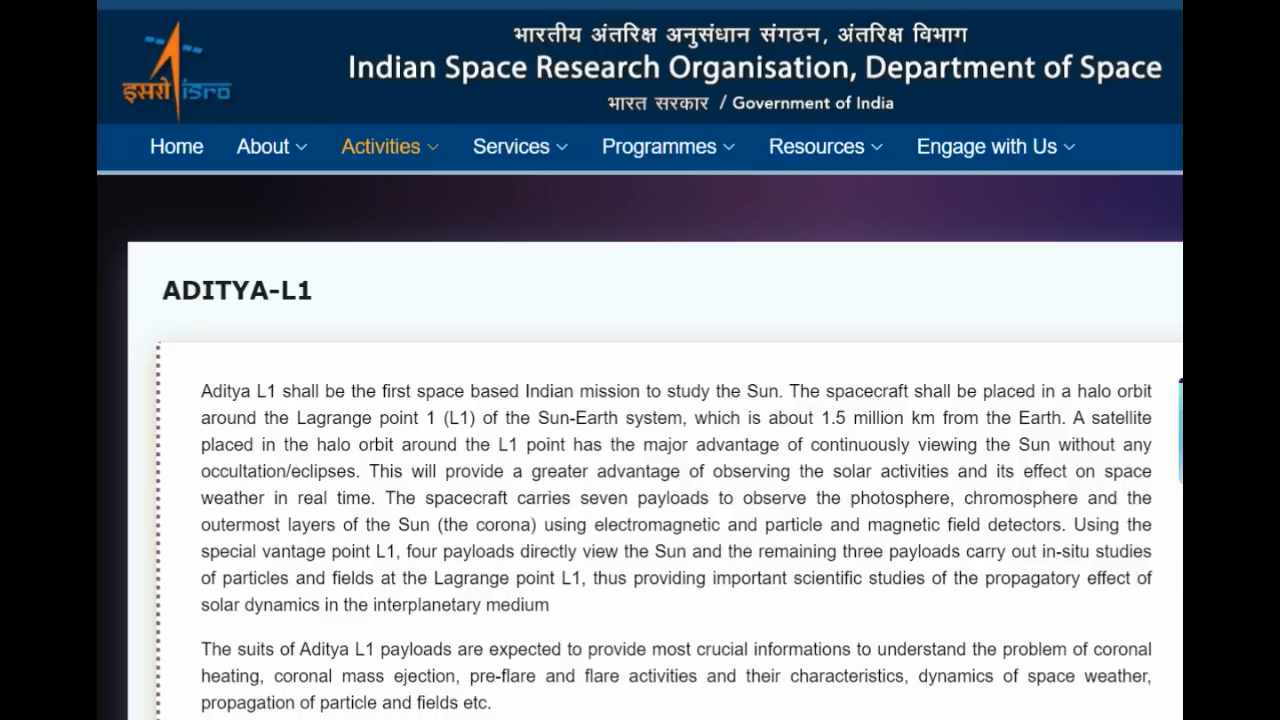 भारतीय अंतरिक्ष अनुसंधान संगठन, अंतरिक्ष विभाग
Indian Space Research Organisation, Department of Space
भारत सरकार / Government of India
इसरो isro
Home About Activities Services Programmes Resources Engage with Us
ADITYA-L1
Aditya L1 shall be the first space based Indian mission to study the Sun. The spacecraft shall be placed in a halo orbit
around the Lagrange point 1 (L1) of the Sun-Earth system, which is about 1.5 million km from the Earth. A satellite
placed in the halo orbit around the L1 point has the major advantage of continuously viewing the Sun without any
occultation/eclipses. This will provide a greater advantage of observing the solar activities and its effect on space
weather in real time. The spacecraft carries seven payloads to observe the photosphere, chromosphere and the
outermost layers of the Sun (the corona) using electromagnetic and particle and magnetic field detectors. Using the
special vantage point L1, four payloads directly view the Sun and the remaining three payloads carry out in-situ studies
of particles and fields at the Lagrange point L1, thus providing important scientific studies of the propagatory effect of
solar dynamics in the interplanetary medium
The suits of Aditya L1 payloads are expected to provide most crucial informations to understand the problem of coronal
heating, coronal mass ejection, pre-flare and flare activities and their characteristics, dynamics of space weather,
propagation of particle and fields etc.